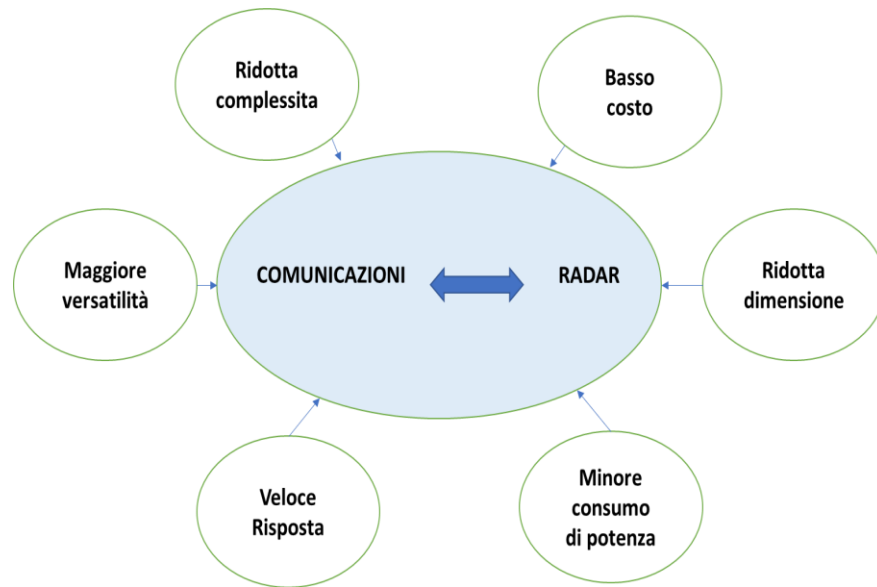 Ridotta
complessita
Basso
costo
Maggiore
versatilità
COMUNICAZIONI
RADAR
Ridotta
dimensione
Veloce
Risposta
Minore
consumo
di potenza